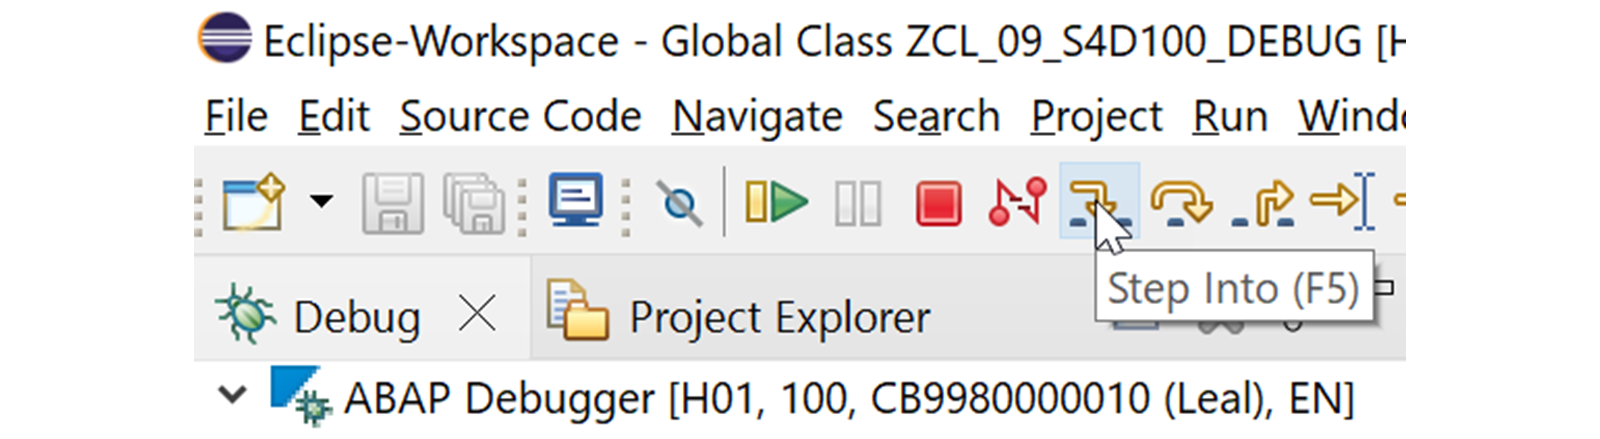 Eclipse-Workspace - Global Class ZCL_09_S4D100_DEBUG [H
File Edit Source Code Navigate Search Project Run Windo
Step Into (F5)
Debug Project Explorer
ABAP Debugger [H01, 100, CB9980000010 (Leal), EN]